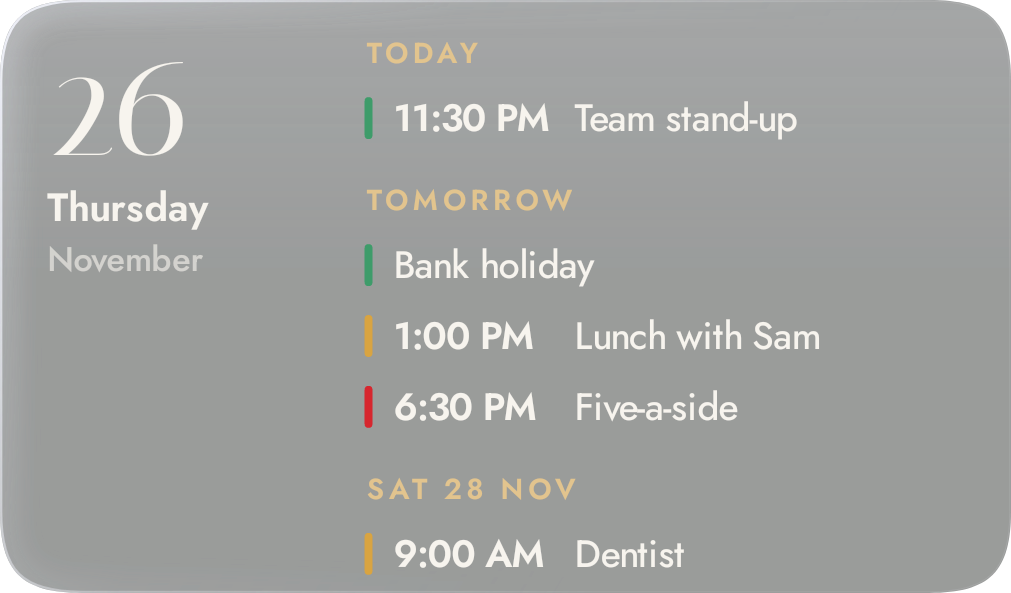 26
Thursday
November
TODAY
11:30 PM Team stand-up
TOMORROW
Bank holiday
1:00 PM Lunch with Sam
6:30 PM Five-a-side
SAT 28 NOV
9:00 AM Dentist